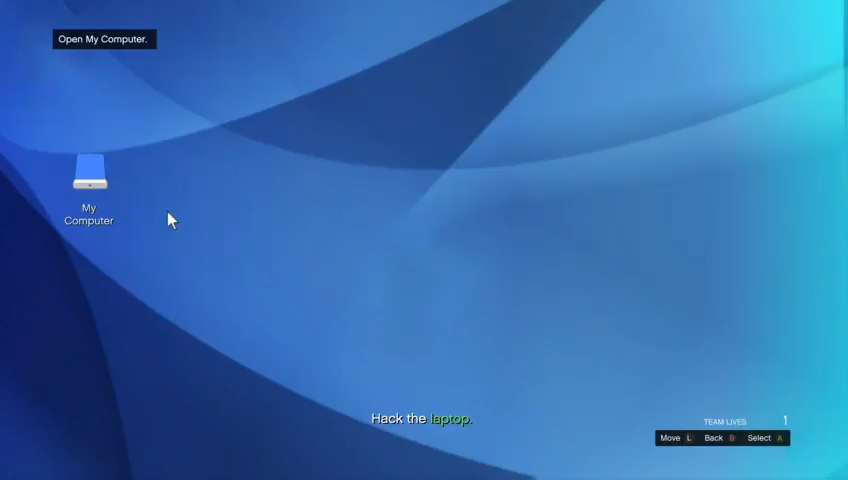 Open My Computer.
My
Computer
Hack the laptop.
TEAM LIVES 1
Move L Back B Select A